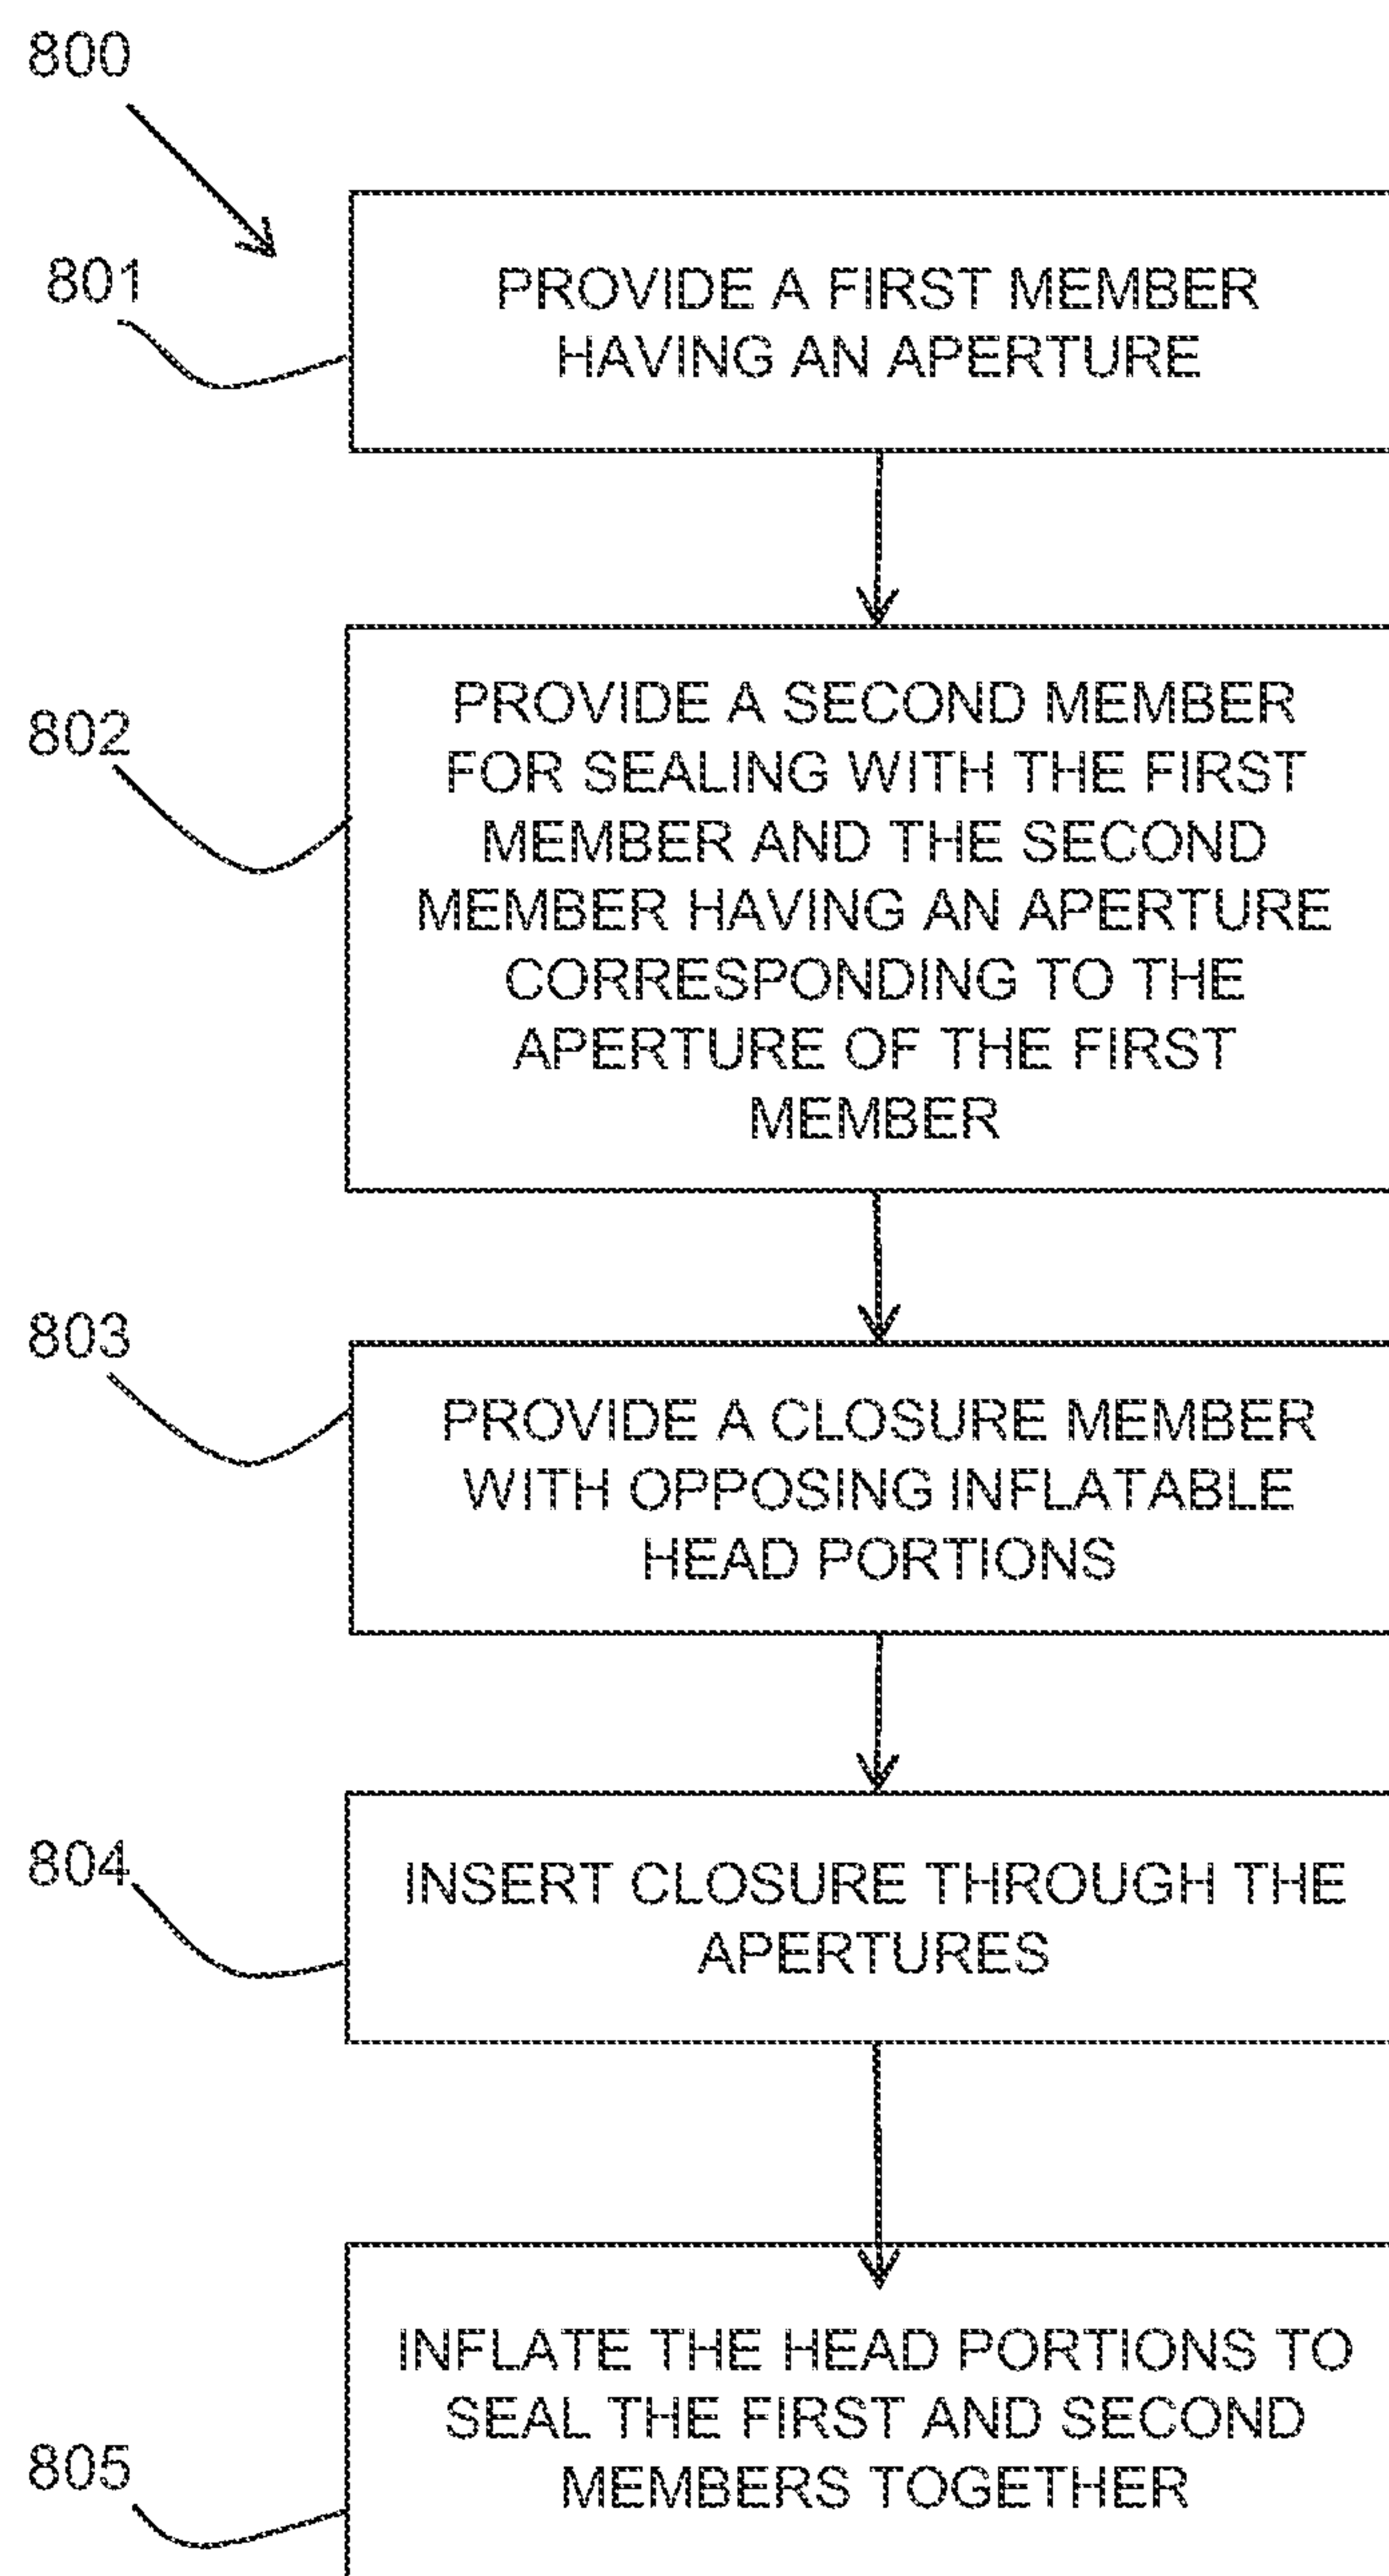 800
801
PROVIDE A FIRST MEMBER
HAVING AN APERTURE
802
PROVIDE A SECOND MEMBER
FOR SEALING WITH THE FIRST
MEMBER AND THE SECOND
MEMBER HAVING AN APERTURE
CORRESPONDING TO THE
APERTURE OF THE FIRST
MEMBER
803
PROVIDE A CLOSURE MEMBER
WITH OPPOSING INFLATABLE
HEAD PORTIONS
804
INSERT CLOSURE THROUGH THE
APERTURES
805
INFLATE THE HEAD PORTIONS TO
SEAL THE FIRST AND SECOND
MEMBERS TOGETHER